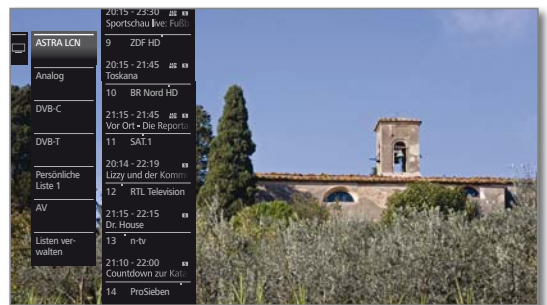 ASTRA LCN
Analog
DVB-C
DVB-T
Persönliche
Liste 1
AV
Listen ver-
walten
20:15 - 23:30
Sportschau live: Fußb
9 ZDF HD
20:15 - 21:45
Toskana
10 BR Nord HD
21:15 - 21:45
Vor Ort - Die Reporta
11 SAT.1
20:14 - 22:19
Lizzy und der Komm
12 RTL Television
21:15 - 22:15
Dr. House
13 n-tv
21:10 - 22:00
Countdown zur Kata
14 ProSieben